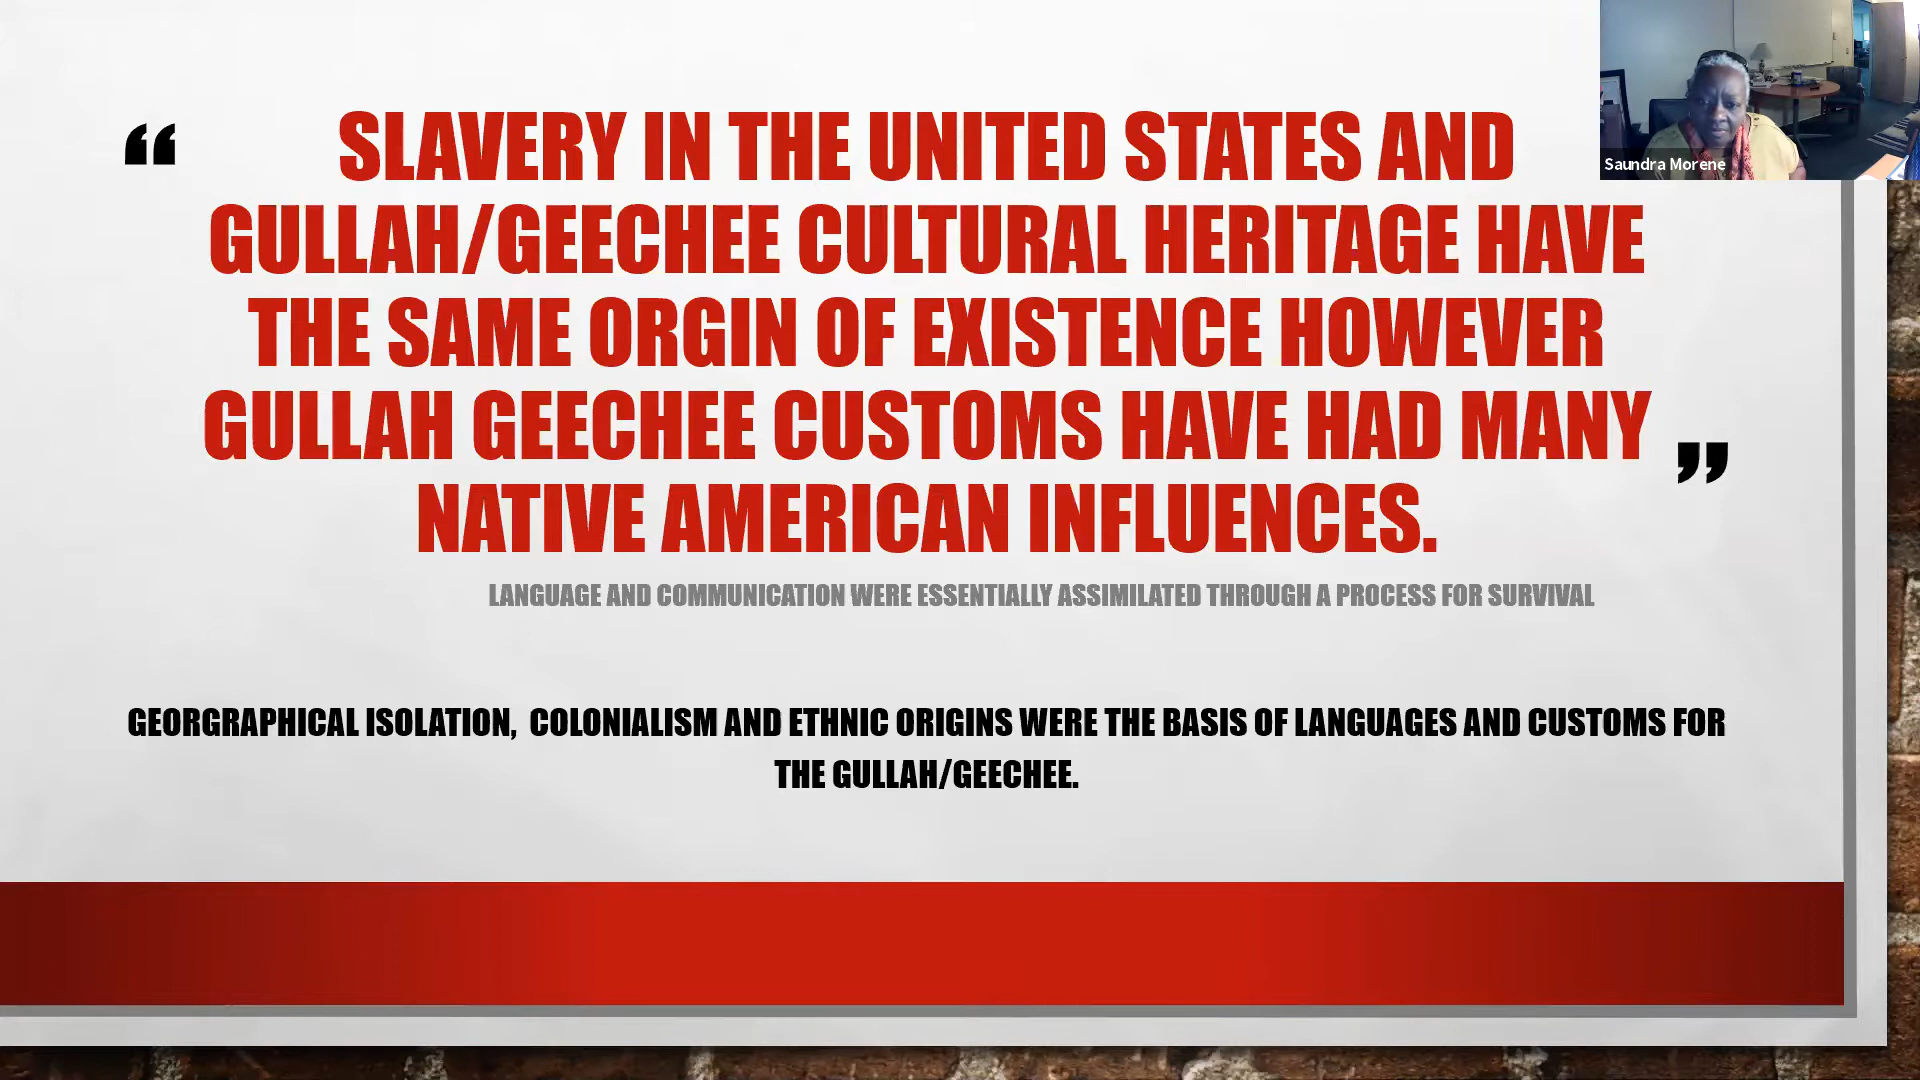 “ SLAVERY IN THE UNITED STATES AND
GULLAH/GEECHEE CULTURAL HERITAGE HAVE
THE SAME ORGIN OF EXISTENCE HOWEVER
GULLAH GEECHEE CUSTOMS HAVE HAD MANY ”
NATIVE AMERICAN INFLUENCES.
LANGUAGE AND COMMUNICATION WERE ESSENTIALLY ASSIMILATED THROUGH A PROCESS FOR SURVIVAL
GEORGRAPHICAL ISOLATION, COLONIALISM AND ETHNIC ORIGINS WERE THE BASIS OF LANGUAGES AND CUSTOMS FOR
THE GULLAH/GEECHEE.
Saundra Morene